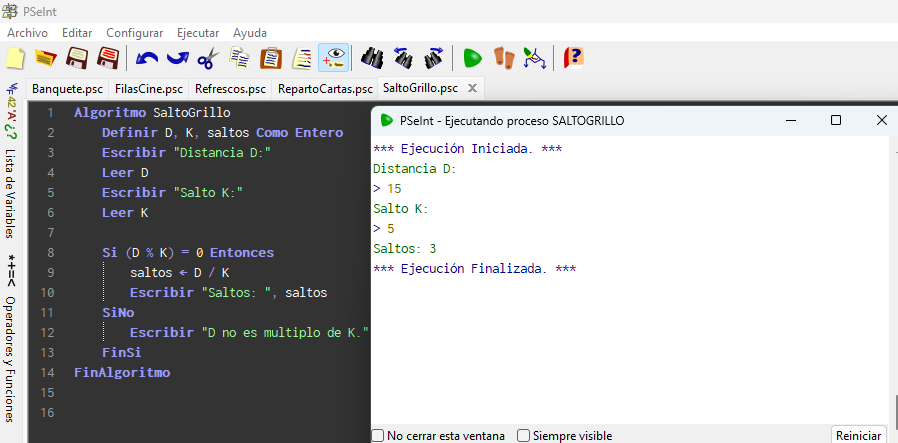 PSeInt
Archivo Editar Configurar Ejecutar Ayuda
Banquete.psc FilasCine.psc Refrescos.psc RepartoCartas.psc SaltoGrillo.psc
Lista de Variables
*+=< Operadores y Funciones
1 Algoritmo SaltoGrillo
2 Definir D, K, saltos Como Entero
3 Escribir "Distancia D:"
4 Leer D
5 Escribir "Salto K:"
6 Leer K
7
8 Si (D % K) = 0 Entonces
9 saltos ← D / K
10 Escribir "Saltos: ", saltos
11 SiNo
12 Escribir "D no es multiplo de K."
13 FinSi
14 FinAlgoritmo
15
16
PSeInt - Ejecutando proceso SALTOGRILLO
*** Ejecución Iniciada. ***
Distancia D:
> 15
Salto K:
> 5
Saltos: 3
*** Ejecución Finalizada. ***
No cerrar esta ventana Siempre visible Reiniciar